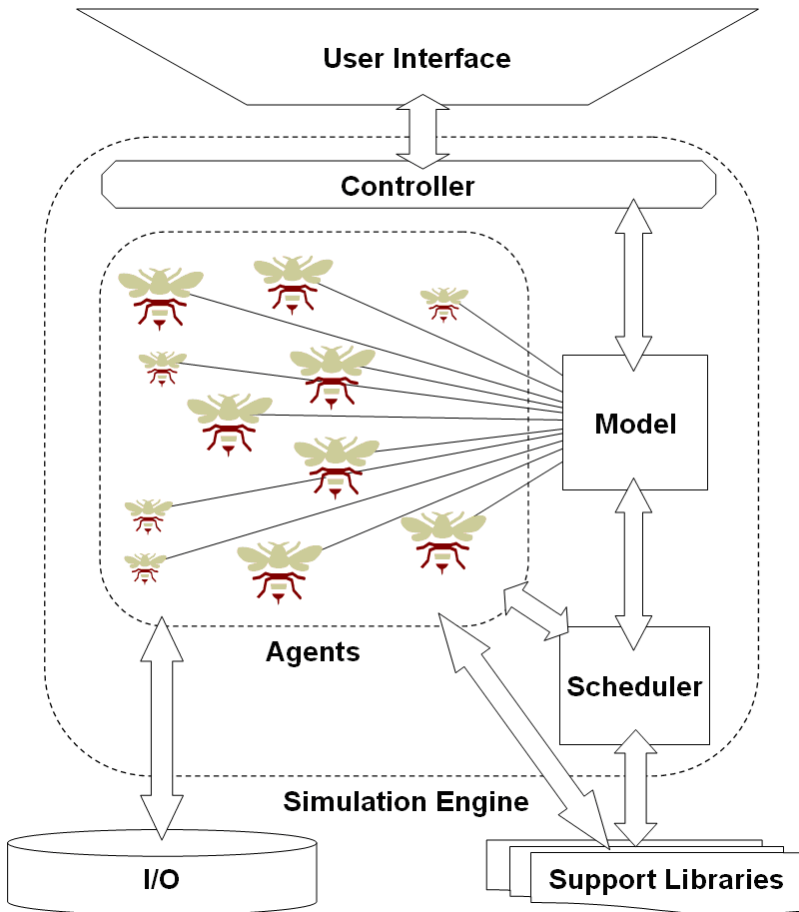 User Interface
Controller
Model
Agents
Scheduler
Simulation Engine
I/O
Support Libraries